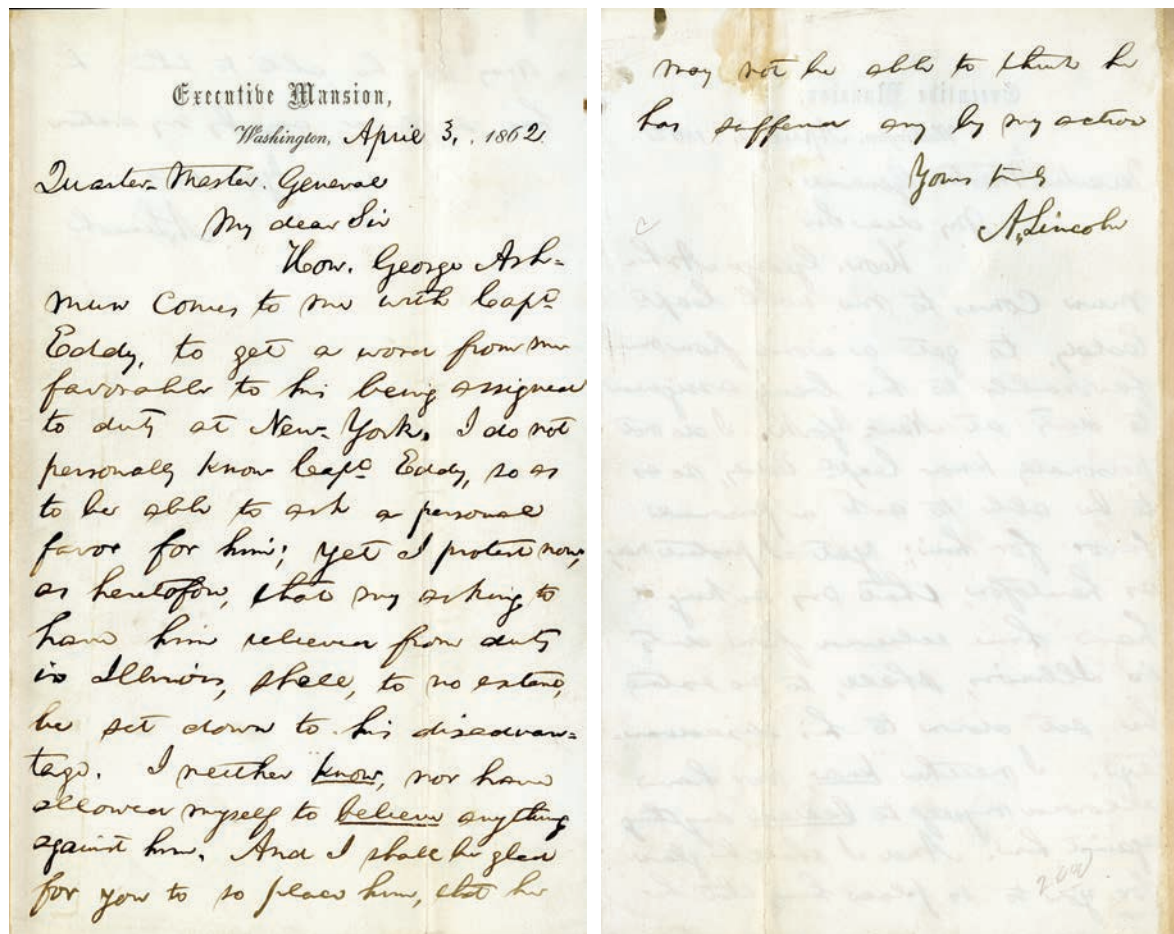 Executive Mansion,
Washington, April 3, 1862.
Quarter-Master. General
My dear Sir
Hon. George Ash-
mun comes to me with Capt.
Eddy, to get a word from me
favorable to his being assigned
to duty at New-York. I do not
personally know Capt. Eddy, so as
to be able to ask a personal
favor for him; yet I protest now,
as heretofore, that my asking to
have him relieved from duty
in Illinois, shall, to no extent,
be set down to his disadvan-
tage. I neither know, nor have
allowed myself to believe anything
against him. And I shall be glad
for you to so place him, that he
may not be able to think he
has suffered any by my action
Yours truly
A. Lincoln
200